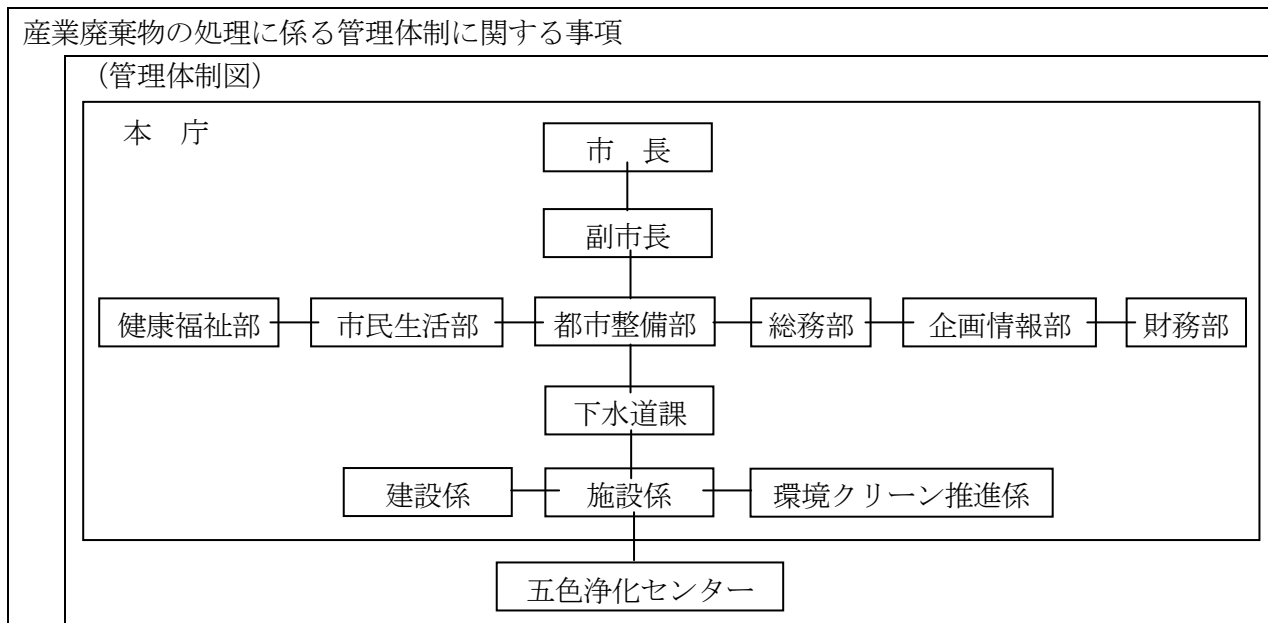 産業廃棄物の処理に係る管理体制に関する事項
（管理体制図）
本　庁
市　長
副市長
健康福祉部 市民生活部 都市整備部 総務部 企画情報部 財務部
下水道課
建設係 施設係 環境クリーン推進係
五色浄化センター